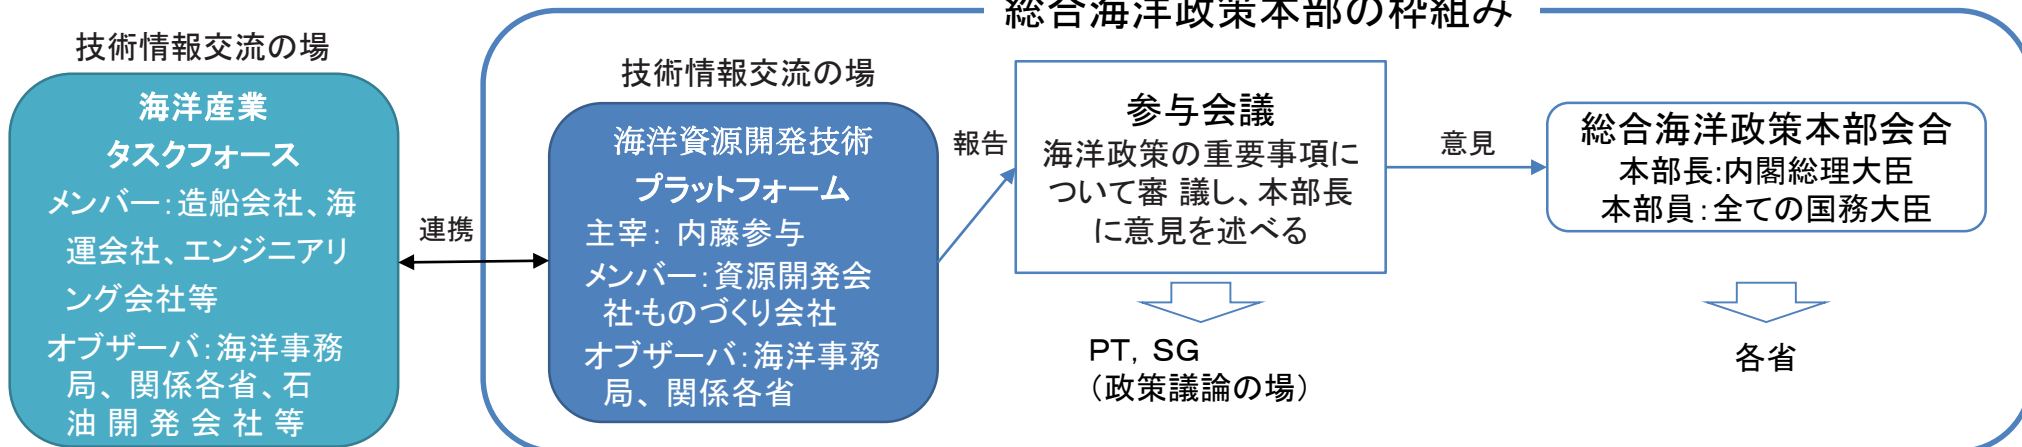 総合海洋政策本部の枠組み
技術情報交流の場
海洋産業
タスクフォース
メンバー：造船会社、海
運会社、エンジニアリ
ング会社等
オブザーバ：海洋事務
局、関係各省、石
油 開 発 会 社 等
連携
技術情報交流の場
海洋資源開発技術
プラットフォーム
主宰： 内藤参与
メンバー：資源開発会
社・ものづくり会社
オブザーバ：海洋事務
局、関係各省
報告
参与会議
海洋政策の重要事項に
ついて審 議し、本部長
に意見を述べる
PT，SG
（政策議論の場）
意見
総合海洋政策本部会合
本部長：内閣総理大臣
本部員：全ての国務大臣
各省